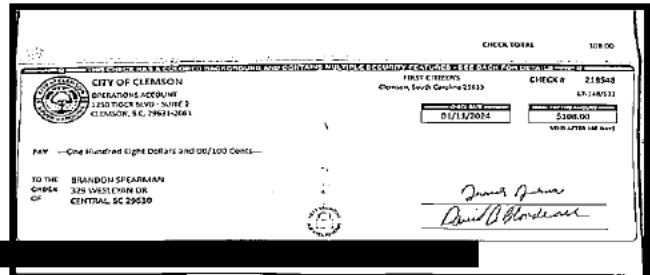 CHECK TOTAL 108.00
THIS CHECK HAS A COLORED BACKGROUND AND CONTAINS MULTIPLE SECURITY FEATURES - SEE BACK FOR DETAILS
CITY OF CLEMSON
OPERATIONS ACCOUNT
1250 TIGER BLVD - SUITE 2
CLEMSON, S.C. 29631-2661
FIRST CITIZENS
Clemson, South Carolina
CHECK # 218548
CHECK DATE
01/11/2024
$108.00
VOID AFTER 180 DAYS
PAY One Hundred Eight Dollars and 00/100 Cents
TO THE ORDER OF
BRANDON SPEARMAN
329 WESLEYAN DR
CENTRAL, SC 29630